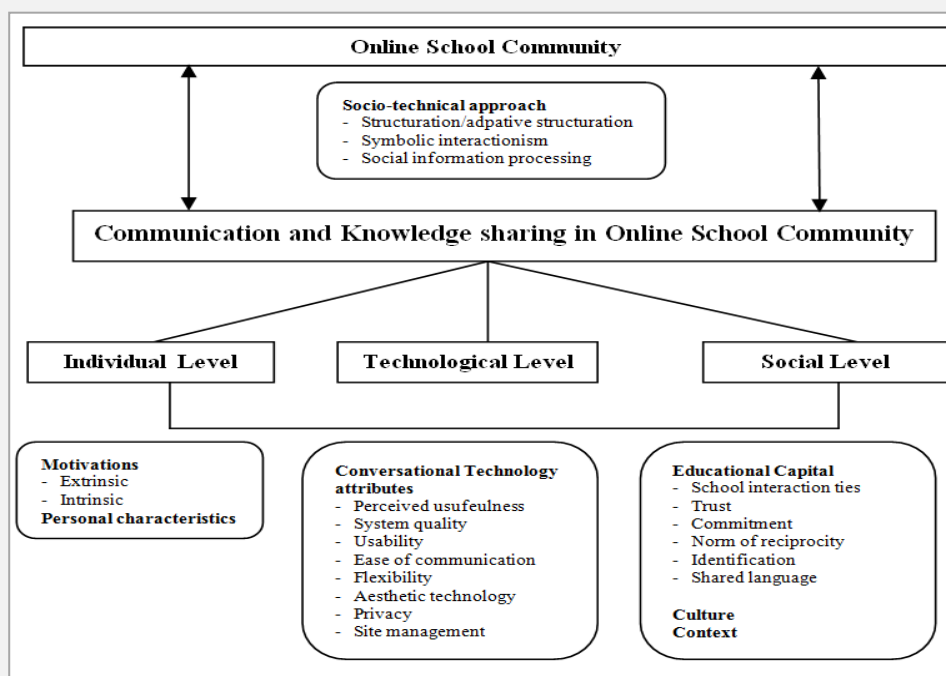 Online School Community
Socio-technical approach
- Structuration/adpative structuration
- Symbolic interactionism
- Social information processing
Communication and Knowledge sharing in Online School Community
Individual Level
Technological Level
Social Level
Motivations
- Extrinsic
- Intrinsic
Personal characteristics
Conversational Technology
attributes
- Perceived usufeulness
- System quality
- Usability
- Ease of communication
- Flexibility
- Aesthetic technology
- Privacy
- Site management
Educational Capital
- School interaction ties
- Trust
- Commitment
- Norm of reciprocity
- Identification
- Shared language
Culture
Context